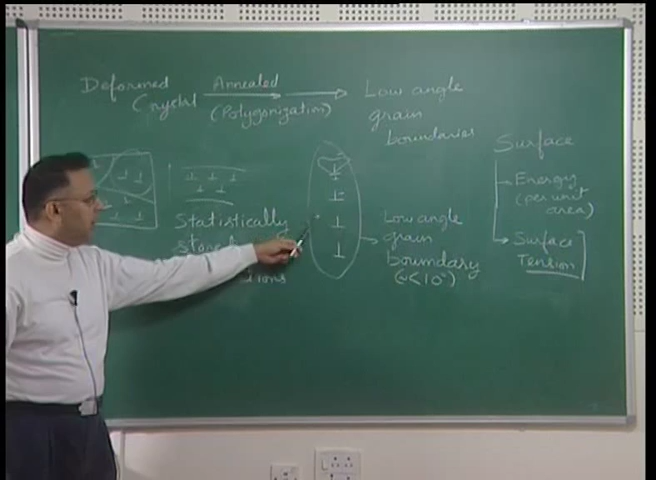 Deformed
Crystal
Annealed
(Polygonization)
Low angle
grain
boundaries
Statistically
Low angle
grain
boundary
Surface
Energy
(per unit
area)
Surface
Tension